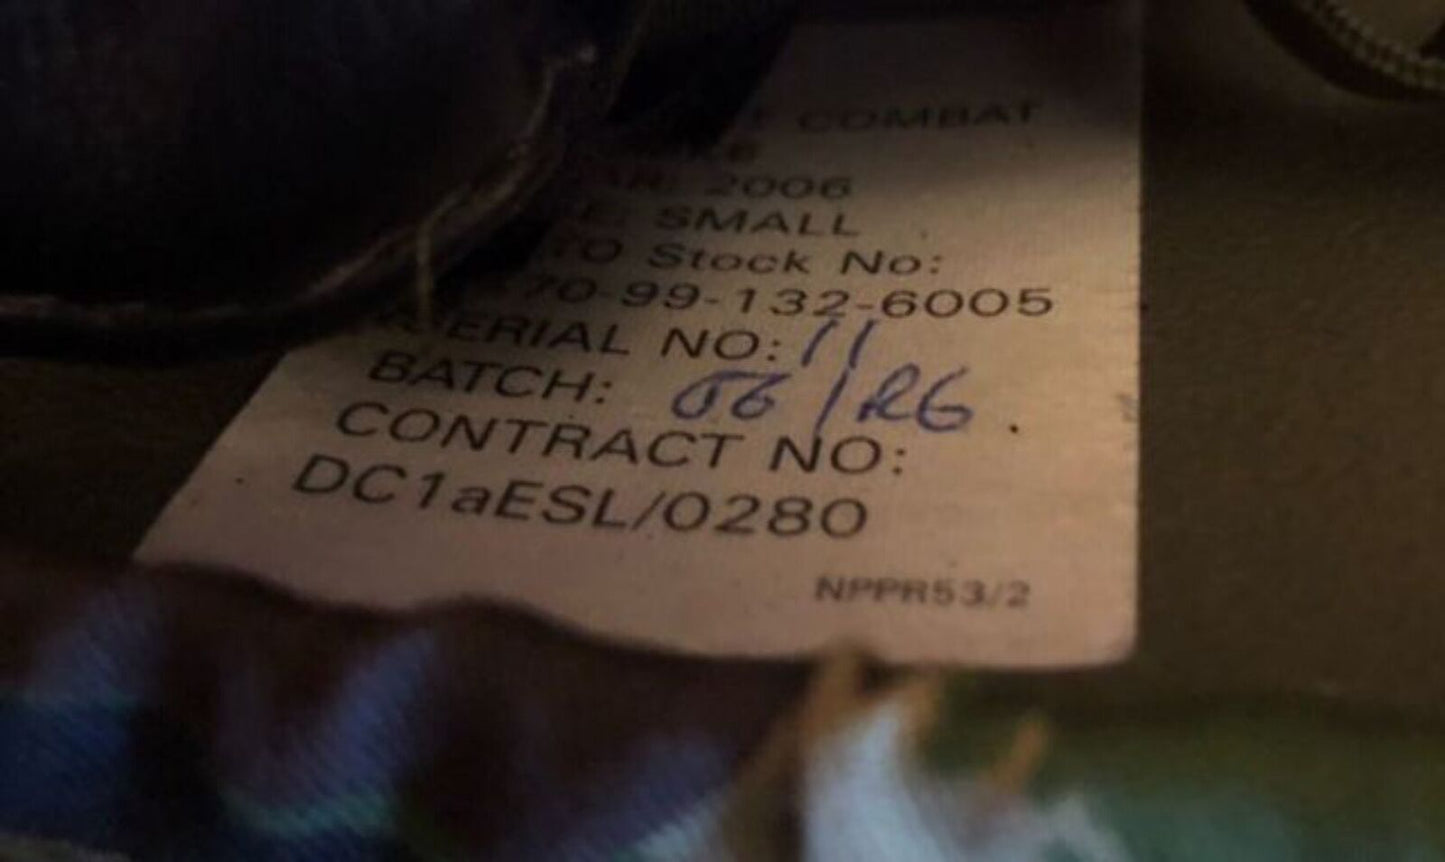 COMBAT
2006
SMALL
Stock No:
70-99-132-6005
SERIAL NO: 11
BATCH: 06/R6.
CONTRACT NO:
DC1aESL/0280
NPPR53/2